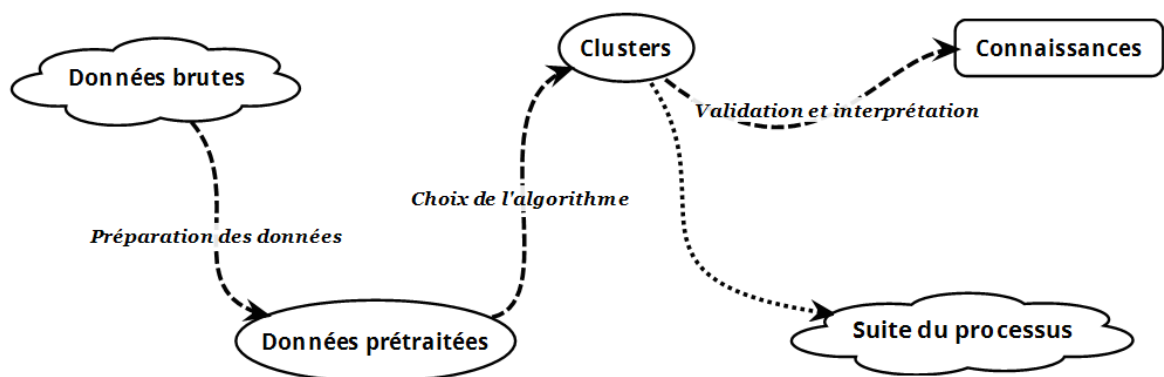 Données brutes
Préparation des données
Données prétraitées
Choix de l'algorithme
Clusters
Validation et interprétation
Connaissances
Suite du processus